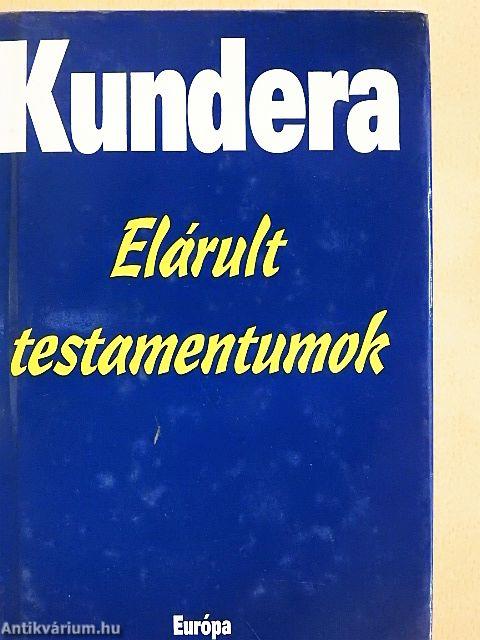 Kundera
Elárult
testamentumok
Európa
Antikvárium.hu